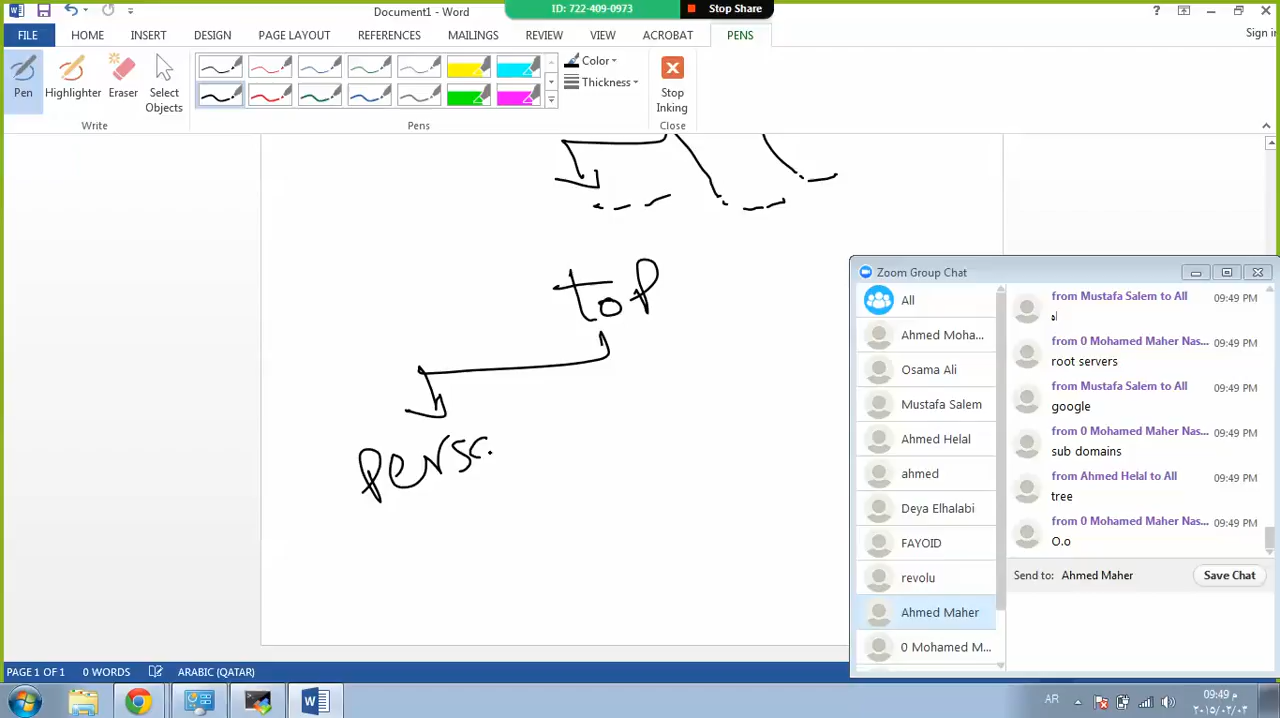 Document1 - Word
ID: 722-409-0973
Stop Share
?
Sign in
FILE HOME INSERT DESIGN PAGE LAYOUT REFERENCES MAILINGS REVIEW VIEW ACROBAT PENS
Pen
Highlighter
Eraser
Select Objects
Write
Pens
Color
Thickness
Stop Inking
Close
top
Perso
Zoom Group Chat
All
Ahmed Moha...
Osama Ali
Mustafa Salem
Ahmed Helal
ahmed
Deya Elhalabi
FAYOID
revolu
Ahmed Maher
0 Mohamed M...
from Mustafa Salem to All 09:49 PM
اه
from 0 Mohamed Maher Nas... 09:49 PM
root servers
from Mustafa Salem to All 09:49 PM
google
from 0 Mohamed Maher Nas... 09:49 PM
sub domains
from Ahmed Helal to All 09:49 PM
tree
from 0 Mohamed Maher Nas... 09:49 PM
O.o
Send to: Ahmed Maher
Save Chat
PAGE 1 OF 1 0 WORDS ARABIC (QATAR)
AR
09:49 م
٢٠١٥/٠٢/٠٣